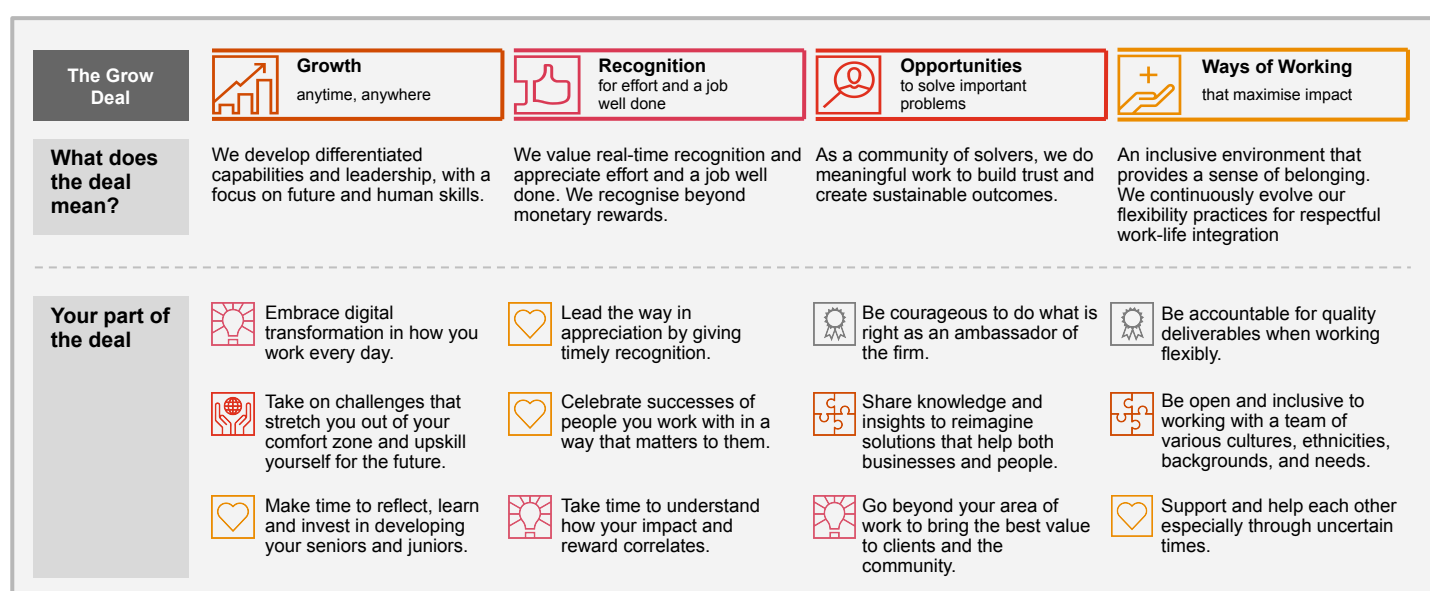 The Grow
Deal
Growth
anytime, anywhere
Recognition
for effort and a job
well done
Opportunities
to solve important
problems
Ways of Working
that maximise impact
What does
the deal
mean?
We develop differentiated
capabilities and leadership, with a
focus on future and human skills.
We value real-time recognition and
appreciate effort and a job well
done. We recognise beyond
monetary rewards.
As a community of solvers, we do
meaningful work to build trust and
create sustainable outcomes.
An inclusive environment that
provides a sense of belonging.
We continuously evolve our
flexibility practices for respectful
work-life integration
Your part of
the deal
Embrace digital
transformation in how you
work every day.
Lead the way in
appreciation by giving
timely recognition.
Be courageous to do what is
right as an ambassador of
the firm.
Be accountable for quality
deliverables when working
flexibly.
Take on challenges that
stretch you out of your
comfort zone and upskill
yourself for the future.
Celebrate successes of
people you work with in a
way that matters to them.
Share knowledge and
insights to reimagine
solutions that help both
businesses and people.
Be open and inclusive to
working with a team of
various cultures, ethnicities,
backgrounds, and needs.
Make time to reflect, learn
and invest in developing
your seniors and juniors.
Take time to understand
how your impact and
reward correlates.
Go beyond your area of
work to bring the best value
to clients and the
community.
Support and help each other
especially through uncertain
times.